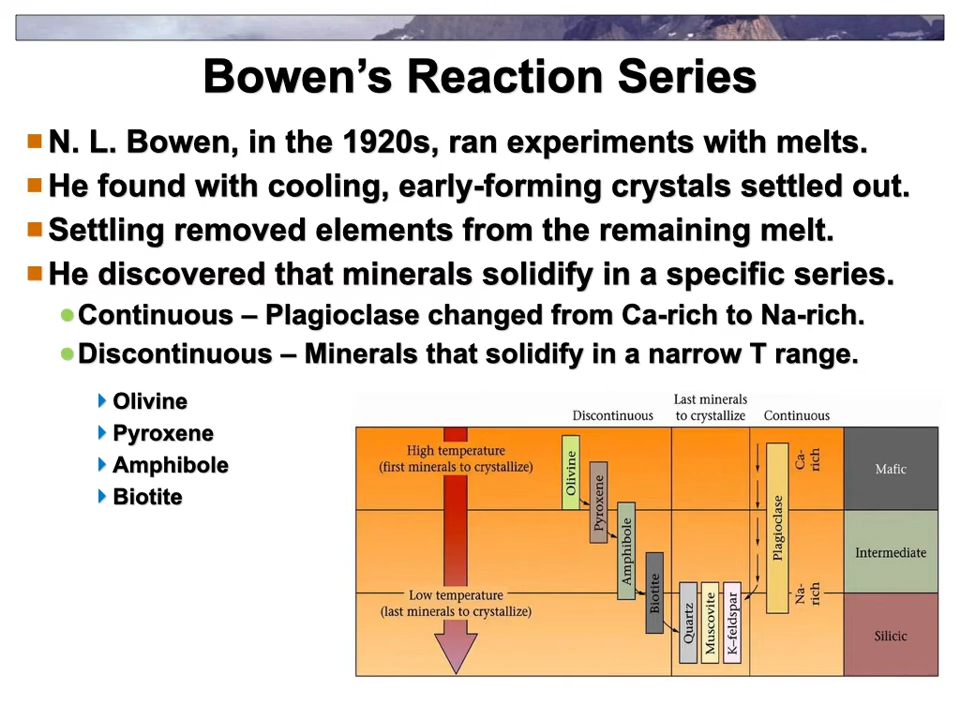 Bowen’s Reaction Series
N. L. Bowen, in the 1920s, ran experiments with melts.
He found with cooling, early-forming crystals settled out.
Settling removed elements from the remaining melt.
He discovered that minerals solidify in a specific series.
Continuous – Plagioclase changed from Ca-rich to Na-rich.
Discontinuous – Minerals that solidify in a narrow T range.
Olivine
Pyroxene
Amphibole
Biotite
Discontinuous
Last minerals
to crystallize
Continuous
High temperature
(first minerals to crystallize)
Low temperature
(last minerals to crystallize)
Olivine
Pyroxene
Amphibole
Biotite
Quartz
Muscovite
K–feldspar
Plagioclase
Ca-
rich
Na-
rich
Mafic
Intermediate
Silicic